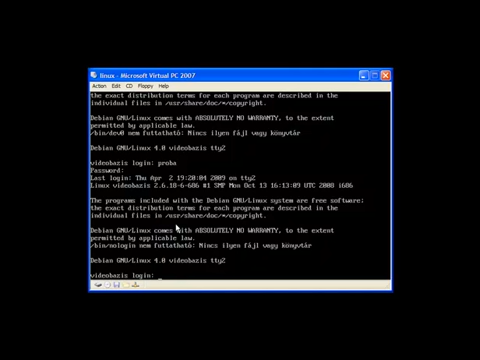 linux - Microsoft Virtual PC 2007
Action Edit CD Floppy Help
the exact distribution terms for each program are described in the
individual files in /usr/share/doc/*/copyright.
Debian GNU/Linux comes with ABSOLUTELY NO WARRANTY, to the extent
permitted by applicable law.
/bin/dev0 nem futtatható: Nincs ilyen fájl vagy könyvtár
Debian GNU/Linux 4.0 videobazis tty2
videobazis login: proba
Password:
Last login: Thu Apr 2 19:20:04 2009 on tty2
Linux videobazis 2.6.18-6-686 #1 SMP Mon Oct 13 16:13:09 UTC 2008 i686
The programs included with the Debian GNU/Linux system are free software;
the exact distribution terms for each program are described in the
individual files in /usr/share/doc/*/copyright.
Debian GNU/Linux comes with ABSOLUTELY NO WARRANTY, to the extent
permitted by applicable law.
/bin/nologin nem futtatható: Nincs ilyen fájl vagy könyvtár
Debian GNU/Linux 4.0 videobazis tty2
videobazis login: _